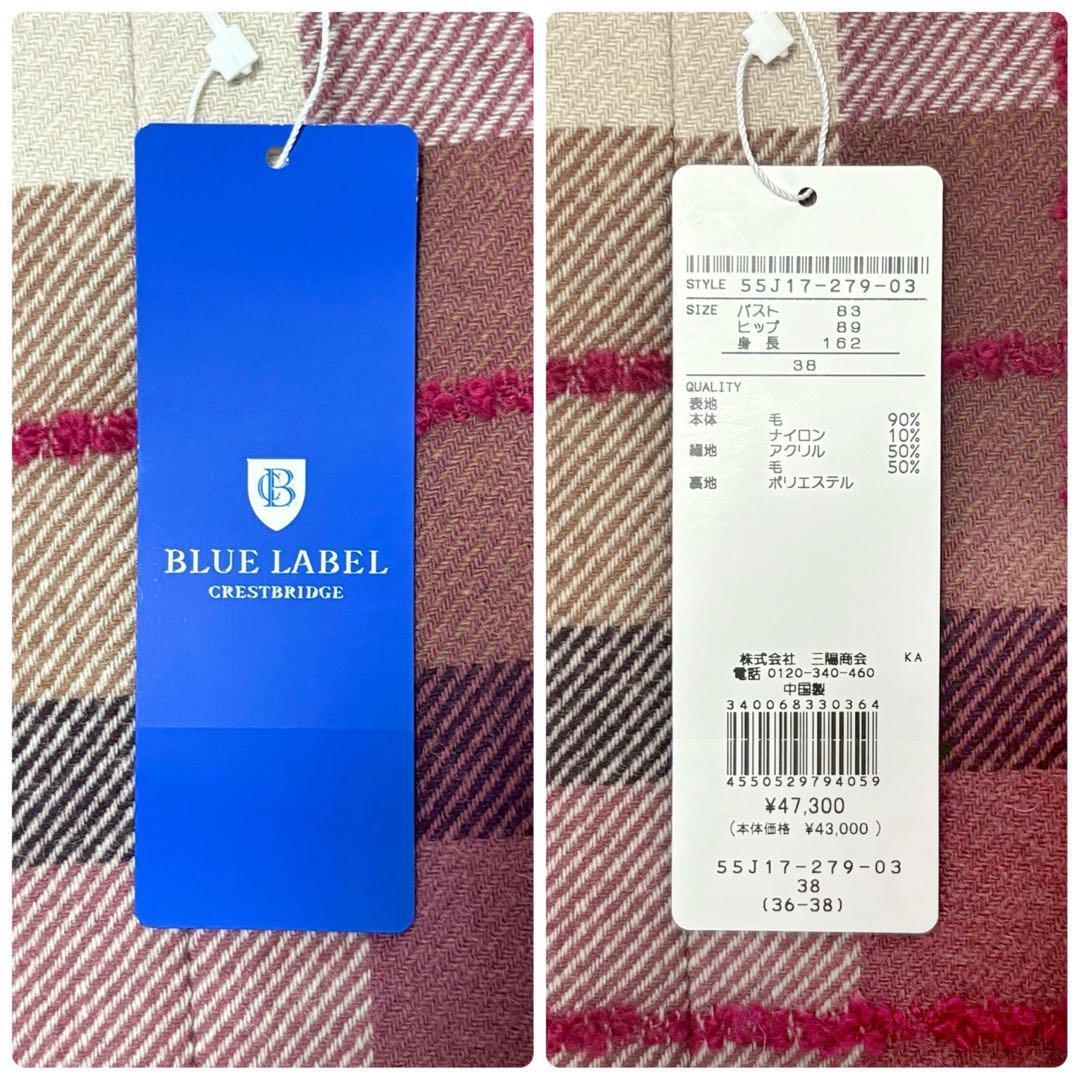 CB
BLUE LABEL
CRESTBRIDGE
STYLE 55J17-279-03
SIZE バスト 83
ヒップ 89
身長 162
38
QUALITY
表地
本体 毛 90%
ナイロン 10%
縄地 アクリル 50%
毛 50%
裏地 ポリエステル
株式会社 三陽商会 KA
電話 0120-340-460
中国製
340068330364
4550529794059
¥47,300
(本体価格 ¥43,000 )
55J17-279-03
38
(36-38)